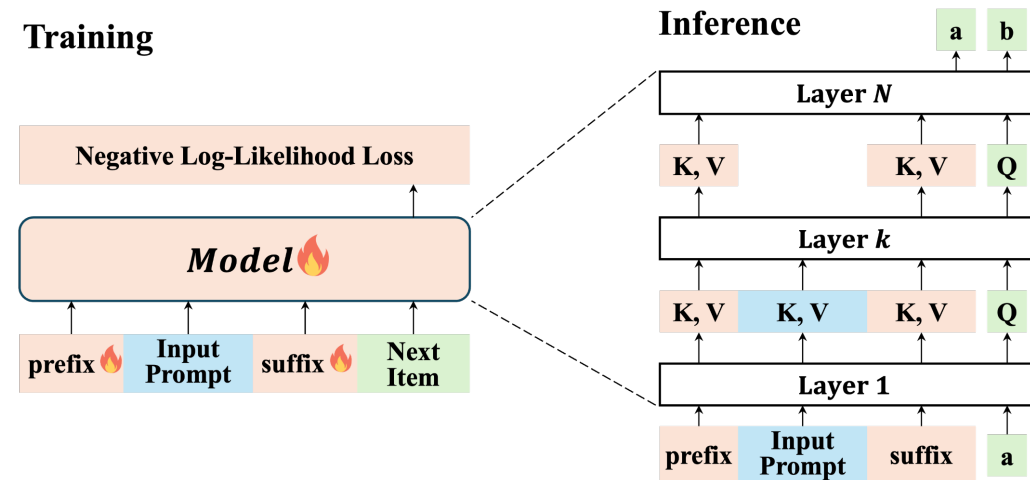 Training
Negative Log-Likelihood Loss
Model
prefix
Input
Prompt
suffix
Next
Item
Inference
a
b
Layer N
K, V
K, V
Q
Layer k
K, V
K, V
K, V
Q
Layer 1
prefix
Input
Prompt
suffix
a